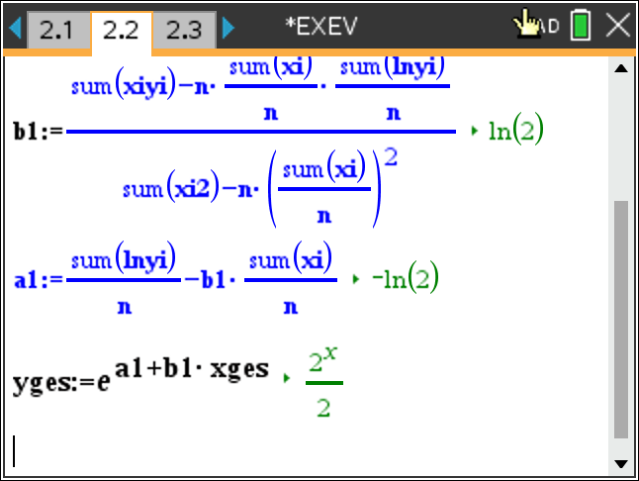 2.1 2.2 2.3 *EXEV AD
b1:=(sum(xiyi)−n·sum(xi)/n·sum(lnyi)/n)/(sum(xi2)−n·(sum(xi)/n)^2) ▸ ln(2)
a1:=sum(lnyi)/n−b1·sum(xi)/n ▸ −ln(2)
yges:=e^(a1+b1·xges) ▸ 2^x/2